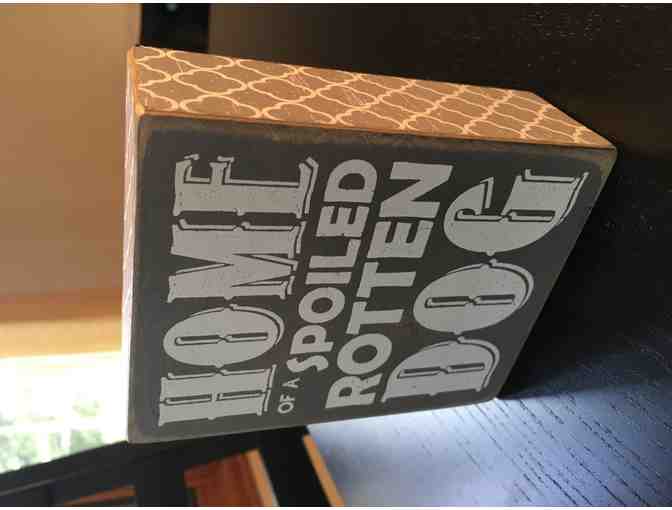 HOME
OF A SPOILED
ROTTEN
DOG